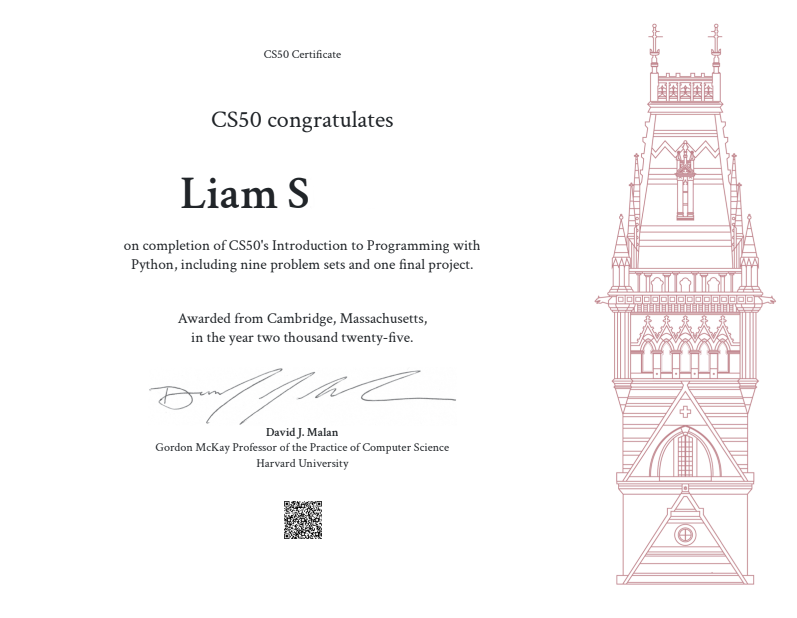 CS50 Certificate
CS50 congratulates
Liam S
on completion of CS50's Introduction to Programming with
Python, including nine problem sets and one final project.
Awarded from Cambridge, Massachusetts,
in the year two thousand twenty-five.
David J. Malan
Gordon McKay Professor of the Practice of Computer Science
Harvard University